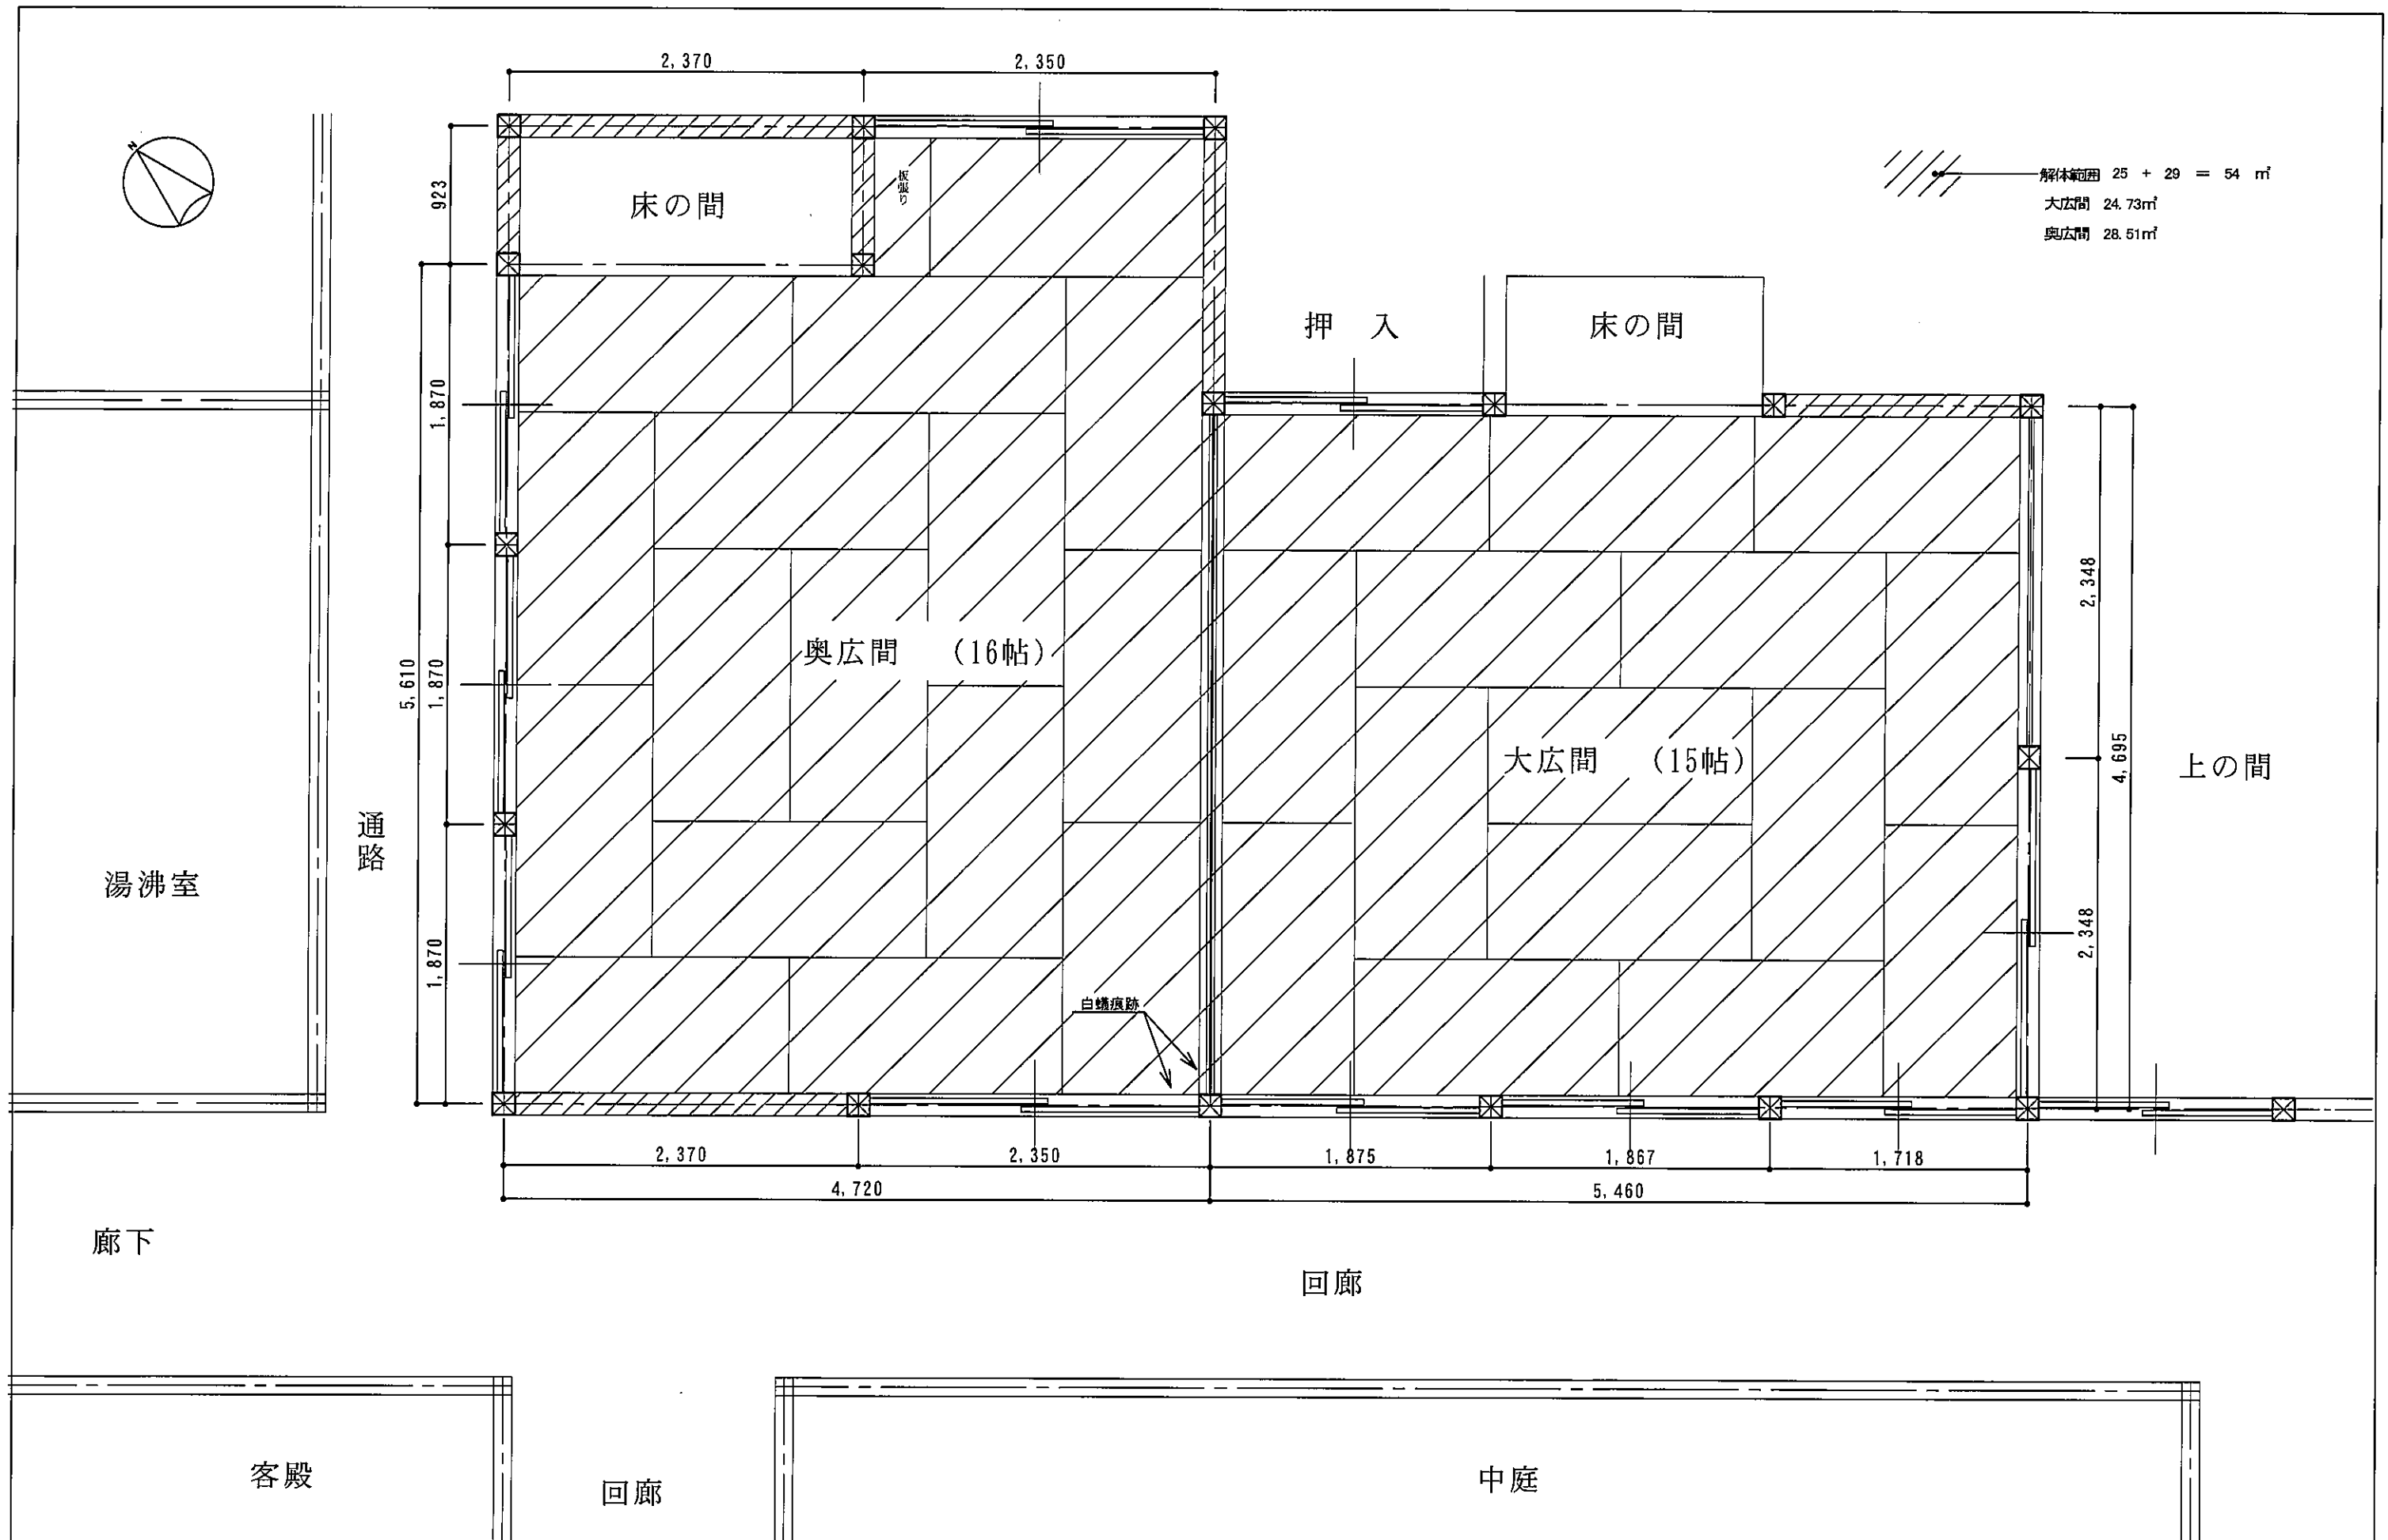 2,370
2,350
N
923
床の間
板張り
解体範囲 25 + 29 = 54 ㎡
大広間 24.73㎡
奥広間 28.51㎡
押 入
床の間
1,870
2,348
奥広間 (16帖)
5,610
1,870
大広間 (15帖)
4,695
上の間
通路
湯沸室
1,870
2,348
白蟻痕跡
2,370
2,350
1,875
1,867
1,718
4,720
5,460
廊下
回廊
客殿
回廊
中庭